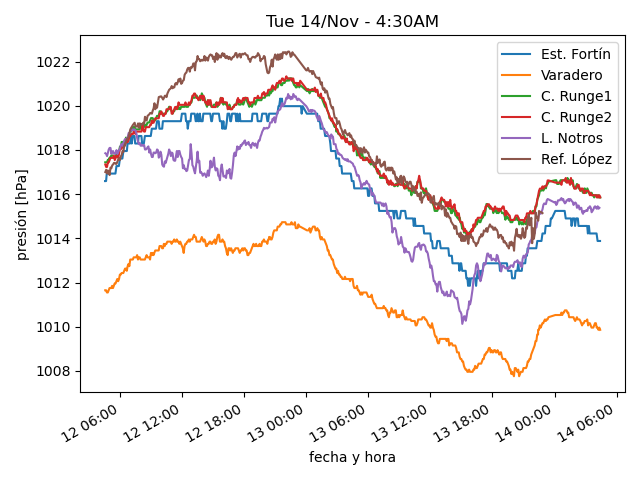 Tue 14/Nov - 4:30AM
Est. Fortín
Varadero
C. Runge1
C. Runge2
L. Notros
Ref. López
presión [hPa]
1022
1020
1018
1016
1014
1012
1010
1008
12 06:00
12 12:00
12 18:00
13 00:00
13 06:00
13 12:00
13 18:00
14 00:00
14 06:00
fecha y hora